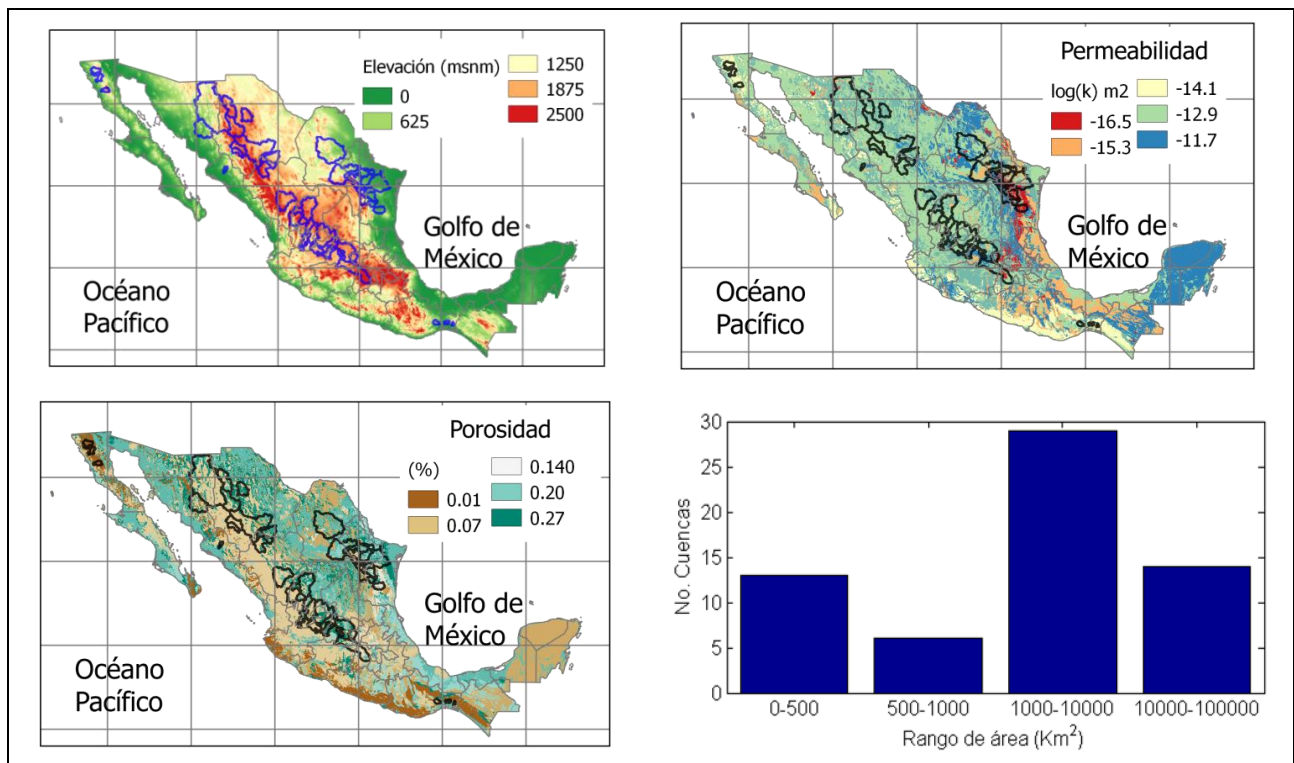 Elevación (msnm)
0
625
1250
1875
2500
Golfo de
México
Océano
Pacífico
Permeabilidad
log(k) m2
-16.5
-15.3
-14.1
-12.9
-11.7
Golfo de
México
Océano
Pacífico
Porosidad
(%)
0.01
0.07
0.140
0.20
0.27
Golfo de
México
Océano
Pacífico
30
25
20
15
10
5
0
No. Cuencas
0-500
500-1000
1000-10000
10000-100000
Rango de área (Km²)